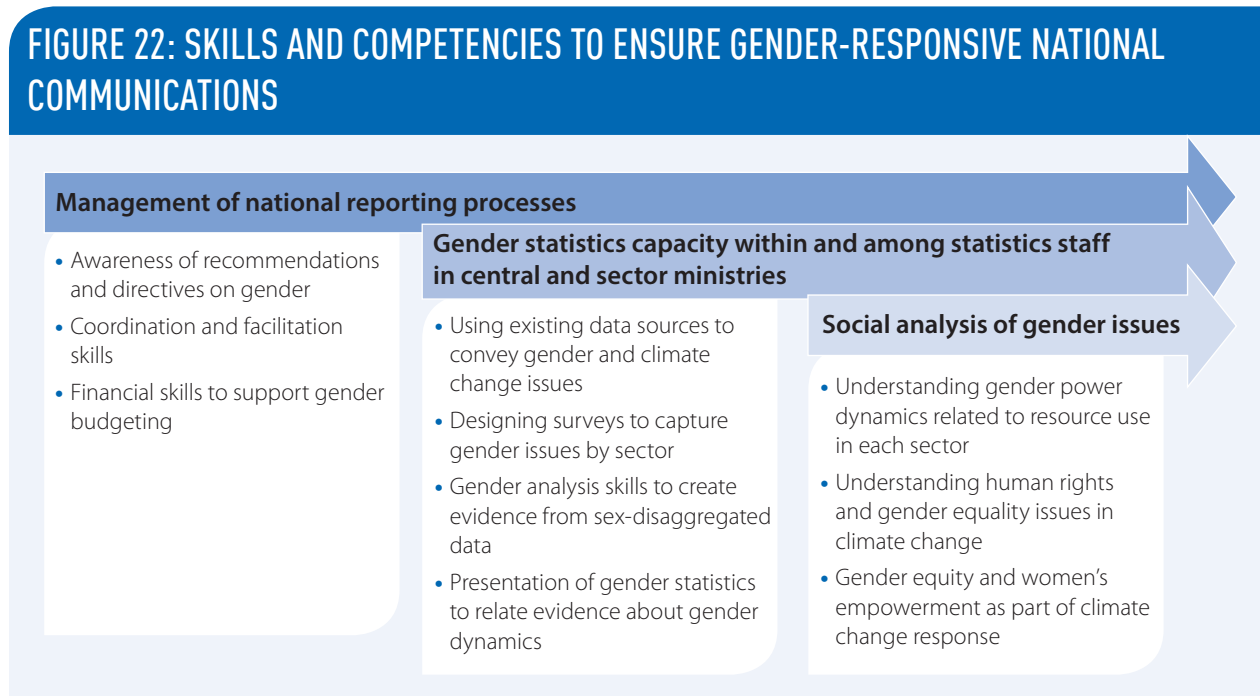 FIGURE 22: SKILLS AND COMPETENCIES TO ENSURE GENDER-RESPONSIVE NATIONAL
COMMUNICATIONS
Management of national reporting processes
• Awareness of recommendations
and directives on gender
• Coordination and facilitation
skills
• Financial skills to support gender
budgeting
Gender statistics capacity within and among statistics staff
in central and sector ministries
• Using existing data sources to
convey gender and climate
change issues
• Designing surveys to capture
gender issues by sector
• Gender analysis skills to create
evidence from sex-disaggregated
data
• Presentation of gender statistics
to relate evidence about gender
dynamics
Social analysis of gender issues
• Understanding gender power
dynamics related to resource use
in each sector
• Understanding human rights
and gender equality issues in
climate change
• Gender equity and women’s
empowerment as part of climate
change response